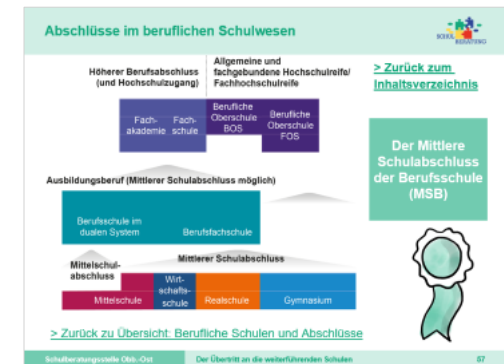 Abschlüsse im beruflichen Schulwesen
SCHUL
BERATUNG
Höherer Berufsabschluss
(und Hochschulzugang)
Allgemeine und
fachgebundene Hochschulreife/
Fachhochschulreife
> Zurück zum
Inhaltsverzeichnis
Fach-
akademie
Fach-
schule
Berufliche
Oberschule
BOS
Berufliche
Oberschule
FOS
Der Mittlere
Schulabschluss
der Berufsschule
(MSB)
Ausbildungsberuf (Mittlerer Schulabschluss möglich)
Berufsschule im
dualen System
Berufsfachschule
Mittelschul-
abschluss
Mittlerer Schulabschluss
Mittelschule
Wirt-
schafts-
schule
Realschule
Gymnasium
> Zurück zu Übersicht: Berufliche Schulen und Abschlüsse
Schulberatungsstelle Obb.-Ost
Der Übertritt an die weiterführenden Schulen
57